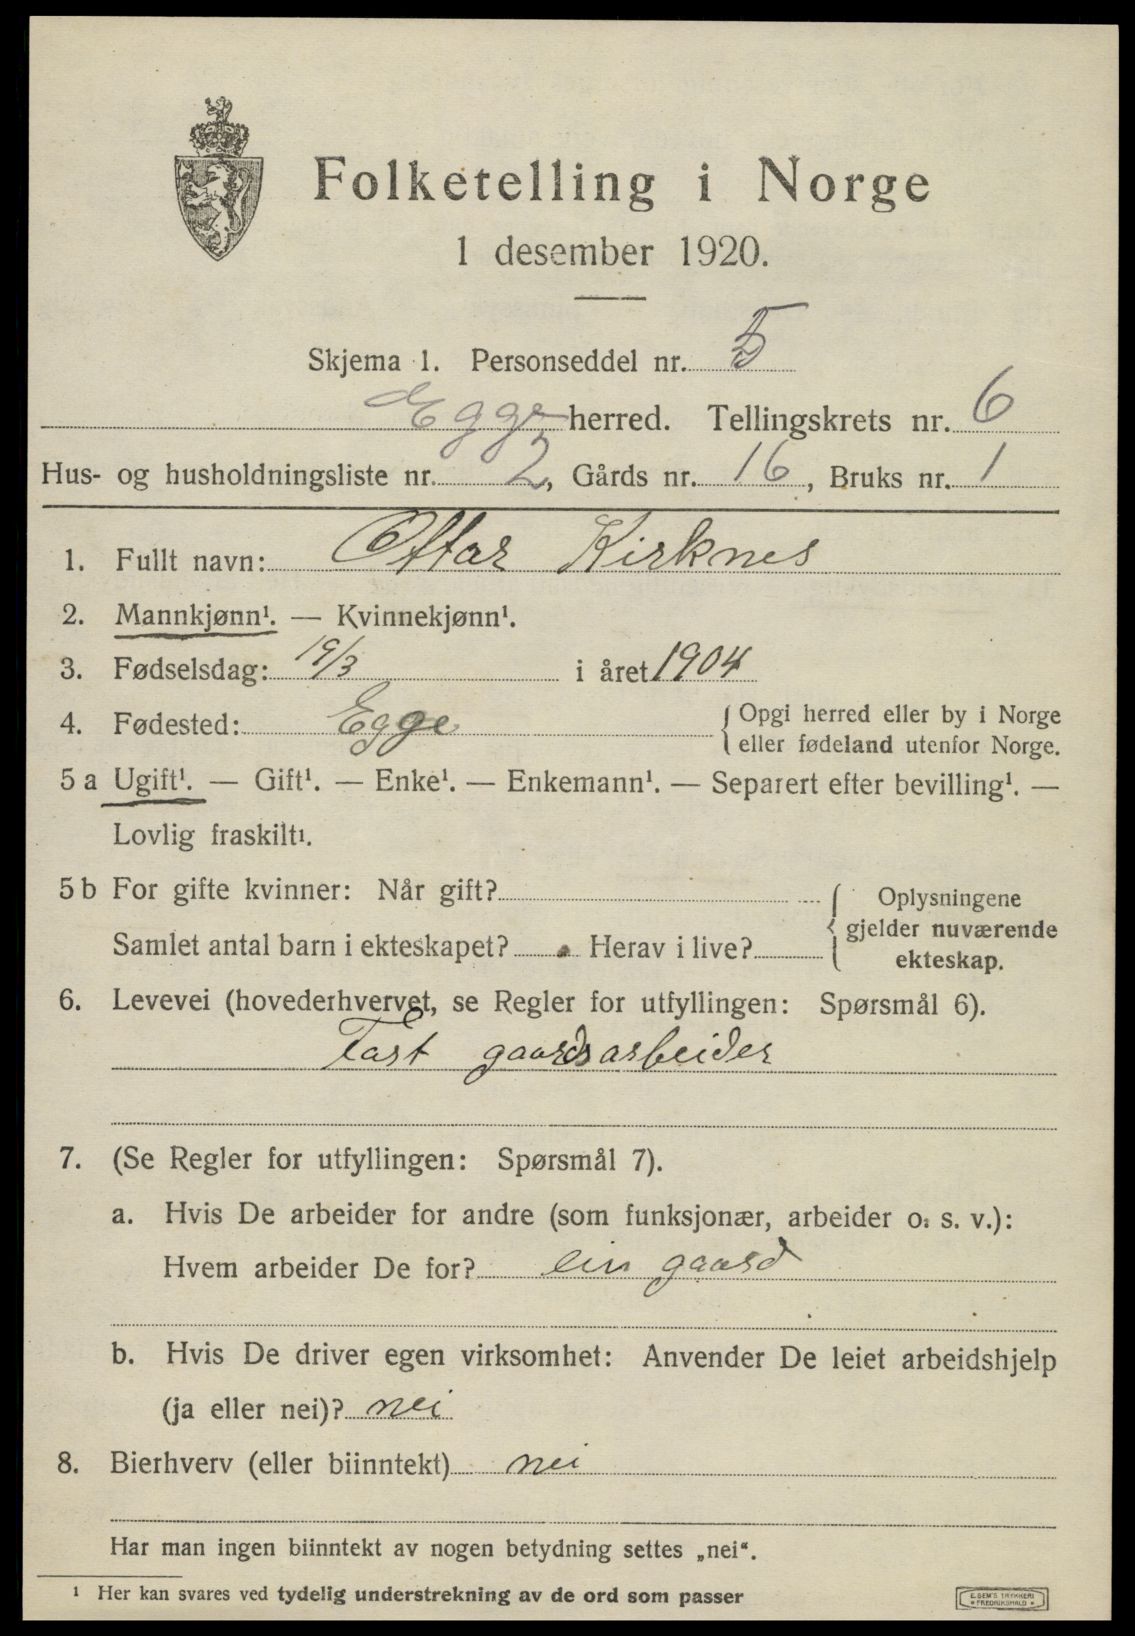 Folketelling i Norge
1 desember 1920.
Skjema 1. Personseddel nr. 5
Egge herred. Tellingskrets nr. 6
Hus- og husholdningsliste nr. 2, Gårds nr. 16, Bruks nr. 1
1. Fullt navn: Ottar Kirknes
2. Mannkjønn¹. — Kvinnekjønn¹.
3. Fødselsdag: 19/3 i året 1904
4. Fødested: Egge { Opgi herred eller by i Norge
eller fødeland utenfor Norge.
5 a Ugift¹. — Gift¹. — Enke¹. — Enkemann¹. — Separert efter bevilling¹. —
Lovlig fraskilt¹.
5 b For gifte kvinner: Når gift? { Oplysningene
gjelder nuværende
Samlet antal barn i ekteskapet? Herav i live?
ekteskap.
6. Levevei (hovederhvervet, se Regler for utfyllingen: Spørsmål 6).
Fast gaardsarbeider
7. (Se Regler for utfyllingen: Spørsmål 7).
a. Hvis De arbeider for andre (som funksjonær, arbeider o. s. v.):
Hvem arbeider De for? ein gaard
b. Hvis De driver egen virksomhet: Anvender De leiet arbeidshjelp
(ja eller nei)? nei
8. Bierhverv (eller biinntekt) nei
Har man ingen biinntekt av nogen betydning settes „nei“.
¹ Her kan svares ved tydelig understrekning av de ord som passer
E. SEM'S TRYKKERI
* FREDRIKSHALD *